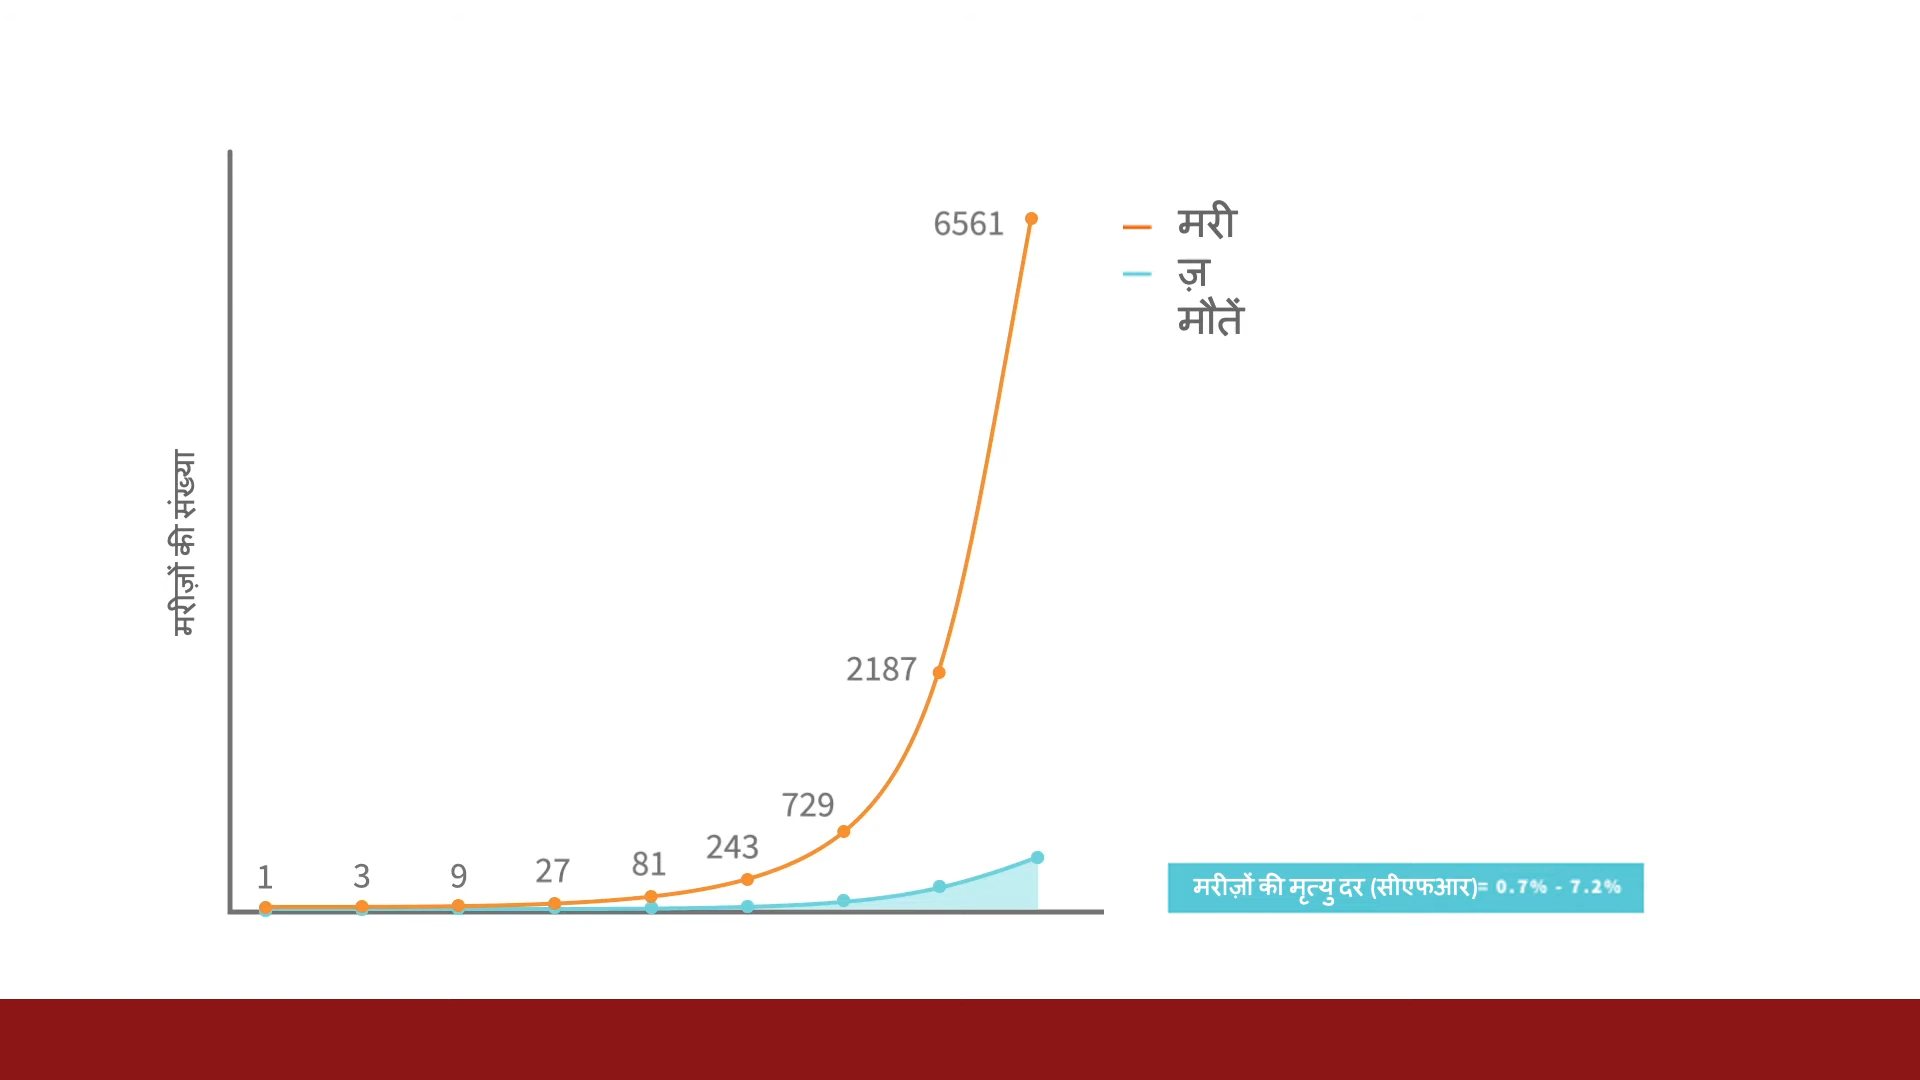 6561
मरी
ज़
मौतें
मरीज़ों की संख्या
2187
729
243
81
27
9
3
1
मरीज़ों की मृत्यु दर (सीएफआर)= 0.7% - 7.2%